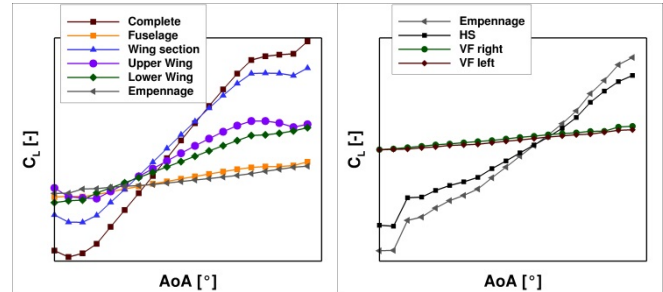 Complete
Fuselage
Wing section
Upper Wing
Lower Wing
Empennage
C_L [-]
AoA [°]
Empennage
HS
VF right
VF left
C_L [-]
AoA [°]